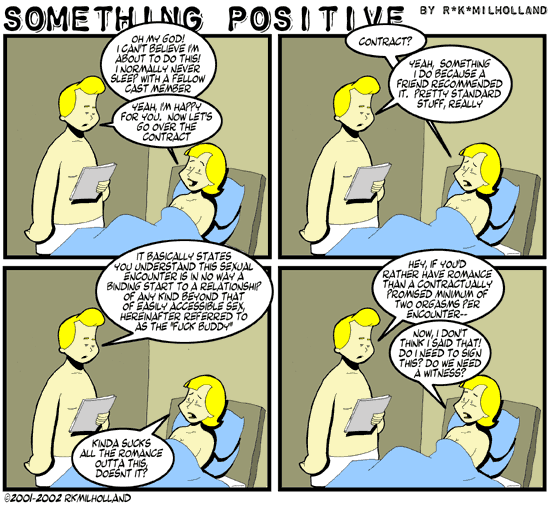 SOMETHING POSITIVE BY R*K*MILHOLLAND
OH MY GOD!
I CAN'T BELIEVE I'M
ABOUT TO DO THIS!
I NORMALLY NEVER
SLEEP WITH A FELLOW
CAST MEMBER
YEAH, I'M HAPPY
FOR YOU. NOW LET'S
GO OVER THE
CONTRACT
CONTRACT?
YEAH, SOMETHING
I DO BECAUSE A
FRIEND RECOMMENDED
IT. PRETTY STANDARD
STUFF, REALLY
IT BASICALLY STATES
YOU UNDERSTAND THIS SEXUAL
ENCOUNTER IS IN NO WAY A
BINDING START TO A RELATIONSHIP
OF ANY KIND BEYOND THAT
OF EASILY ACCESSIBLE SEX,
HEREINAFTER REFERRED TO
AS THE "FUCK BUDDY"
KINDA SUCKS
ALL THE ROMANCE
OUTTA THIS,
DOESNT IT?
HEY, IF YOU'D
RATHER HAVE ROMANCE
THAN A CONTRACTUALLY
PROMISED MINIMUM OF
TWO ORGASMS PER
ENCOUNTER--
NOW, I DON'T
THINK I SAID THAT!
DO I NEED TO SIGN
THIS? DO WE NEED
A WITNESS?
©2001-2002 RKMILHOLLAND